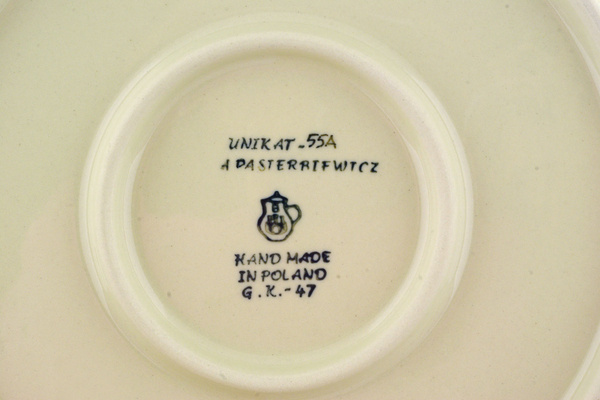 UNIKAT-55A
A PASTERBIEWICZ
HAND MADE
IN POLAND
G.K.-47